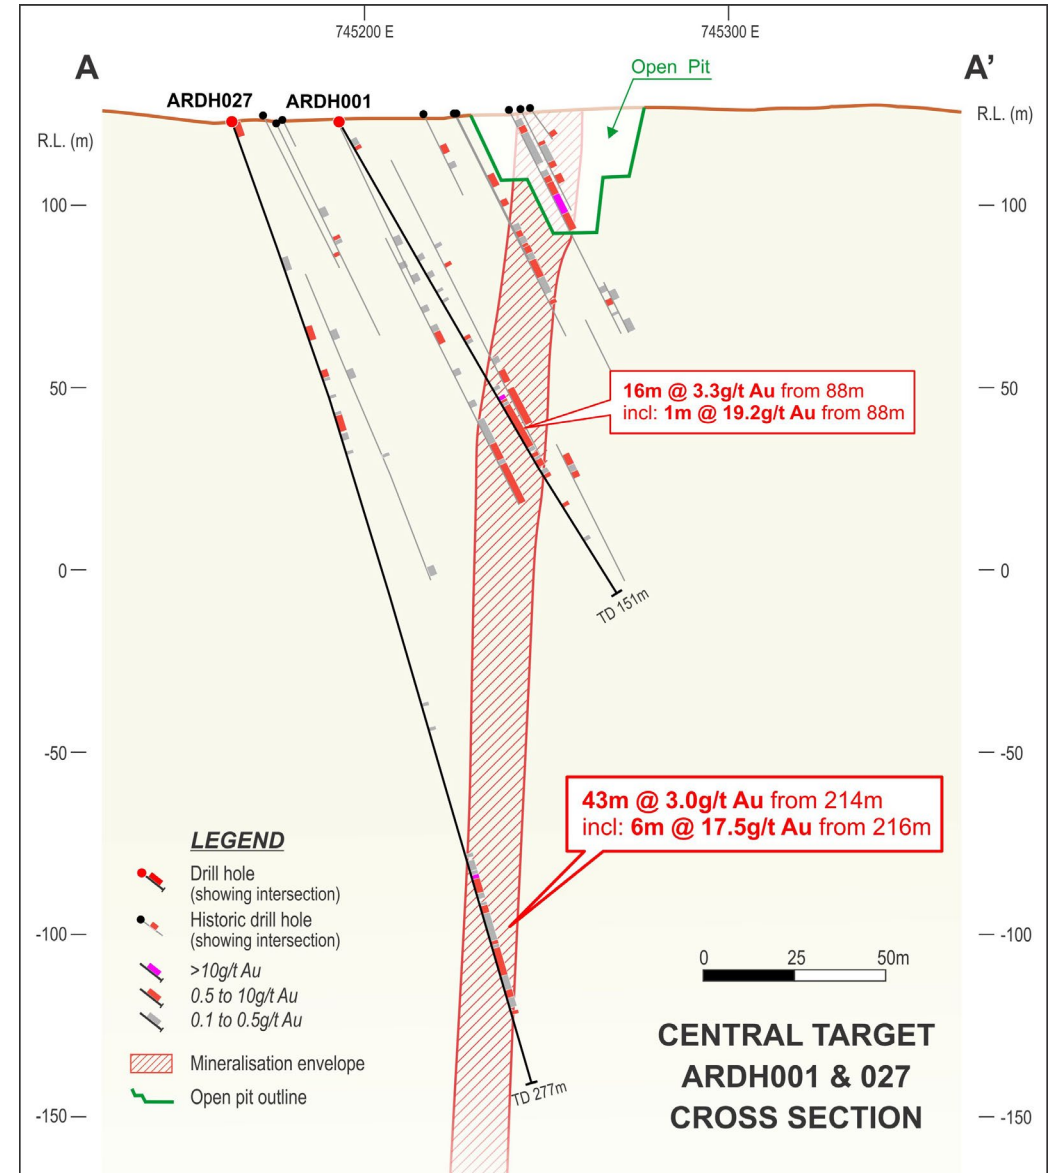 745200 E
745300 E
A
A’
Open Pit
ARDH027
ARDH001
R.L. (m)
R.L. (m)
100
100
50
50
16m @ 3.3g/t Au from 88m
incl: 1m @ 19.2g/t Au from 88m
0
0
TD 151m
-50
-50
43m @ 3.0g/t Au from 214m
incl: 6m @ 17.5g/t Au from 216m
LEGEND
Drill hole
(showing intersection)
Historic drill hole
(showing intersection)
>10g/t Au
0.5 to 10g/t Au
0.1 to 0.5g/t Au
Mineralisation envelope
Open pit outline
-100
-100
0 25 50m
CENTRAL TARGET
ARDH001 & 027
CROSS SECTION
TD 277m
-150
-150